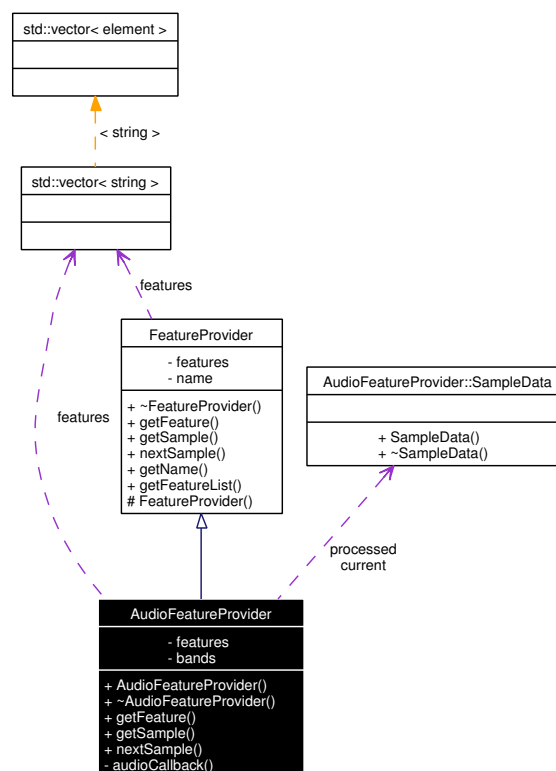 std::vector< element >
< string >
std::vector< string >
features
FeatureProvider
- features
- name
+ ~FeatureProvider()
+ getFeature()
+ getSample()
+ nextSample()
+ getName()
+ getFeatureList()
# FeatureProvider()
AudioFeatureProvider::SampleData
+ SampleData()
+ ~SampleData()
features
processed
current
AudioFeatureProvider
- features
- bands
+ AudioFeatureProvider()
+ ~AudioFeatureProvider()
+ getFeature()
+ getSample()
+ nextSample()
- audioCallback()